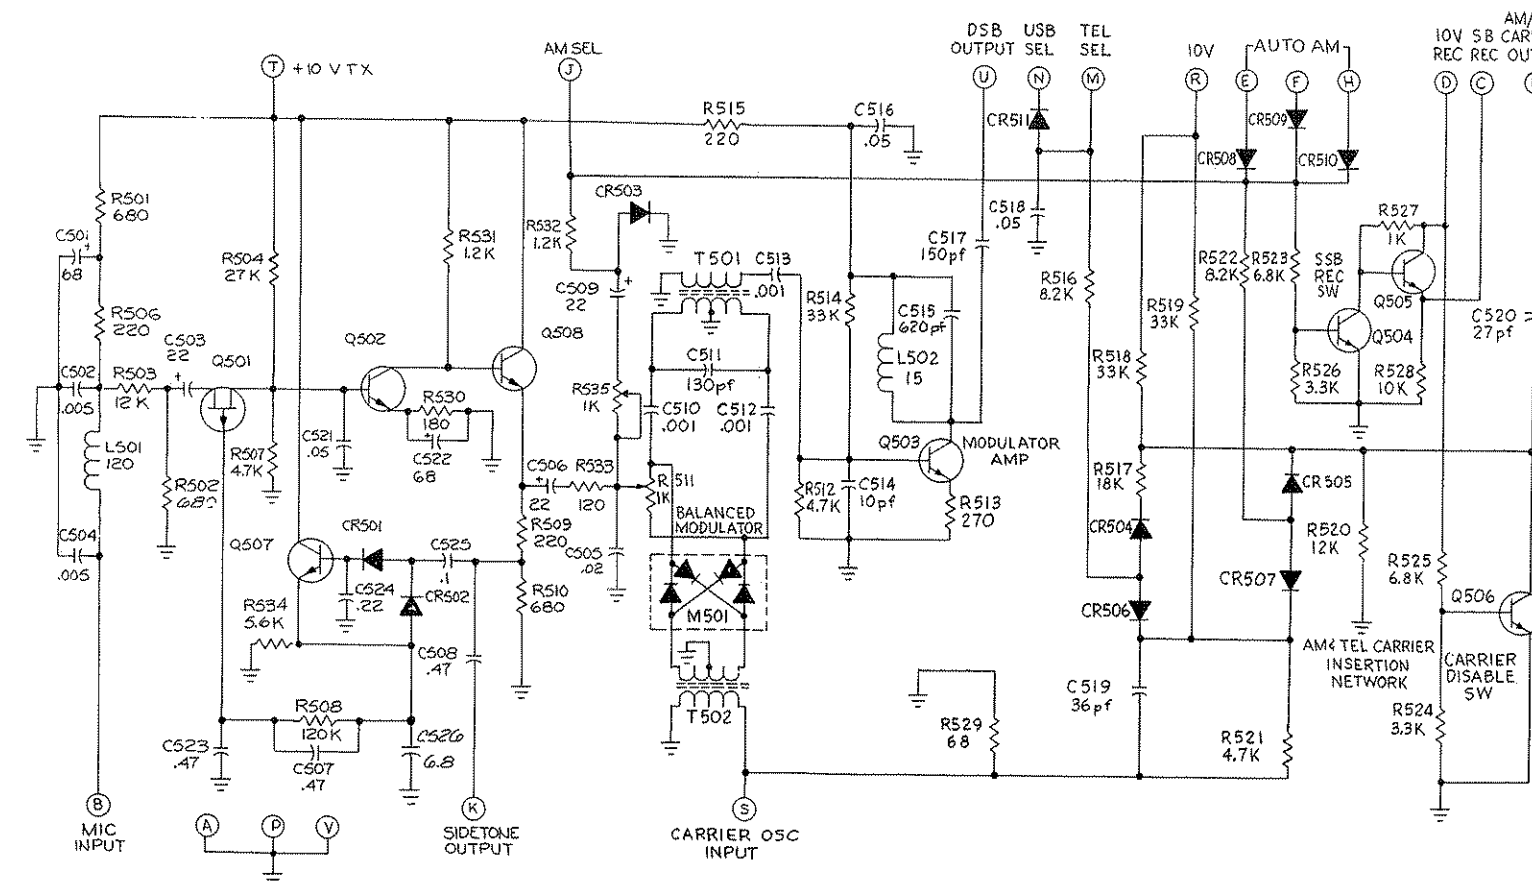 AM SEL
J
T
+10 V TX
DSB
OUTPUT
U
USB
SEL
N
TEL
SEL
M
10V
R
AUTO AM
E
F
H
10V
REC
D
SB
REC
C
AM/
CAR
OUT
R515
220
C516
.05
CR511
CR509
CR508
CR510
R501
680
C501
+
68
R504
27K
R531
1.2K
R532
1.2K
CR503
T501
C513
.001
C509
+
22
C518
.05
C517
150pf
R516
8.2K
R519
33K
R522
8.2K
R523
6.8K
SSB
REC
SW
R527
1K
Q505
Q504
C520
27pf
R506
220
C503
22
+
Q501
Q502
Q508
R514
33K
C515
620pf
L502
15
C511
130pf
C502
.005
R503
12K
R535
1K
C510
.001
C512
.001
R518
33K
R526
3.3K
R528
10K
R530
180
+
C522
68
C521
.05
L501
120
R507
4.7K
R502
680
C506
+
22
R533
120
R511
1K
Q503
MODULATOR
AMP
R512
4.7K
C514
10pf
R513
270
R517
18K
CR505
CR504
R520
12K
C504
.005
Q507
CR501
C525
.1
R509
220
C505
.02
BALANCED
MODULATOR
C524
.22
CR502
R510
680
M501
CR507
CR506
R525
6.8K
Q506
R534
5.6K
C508
.47
AM & TEL CARRIER
INSERTION
NETWORK
CARRIER
DISABLE
SW
T502
C519
36pf
R529
68
R521
4.7K
R524
3.3K
R508
120K
C507
.47
C523
.47
C526
6.8
B
MIC
INPUT
A
P
V
K
SIDETONE
OUTPUT
S
CARRIER OSC
INPUT